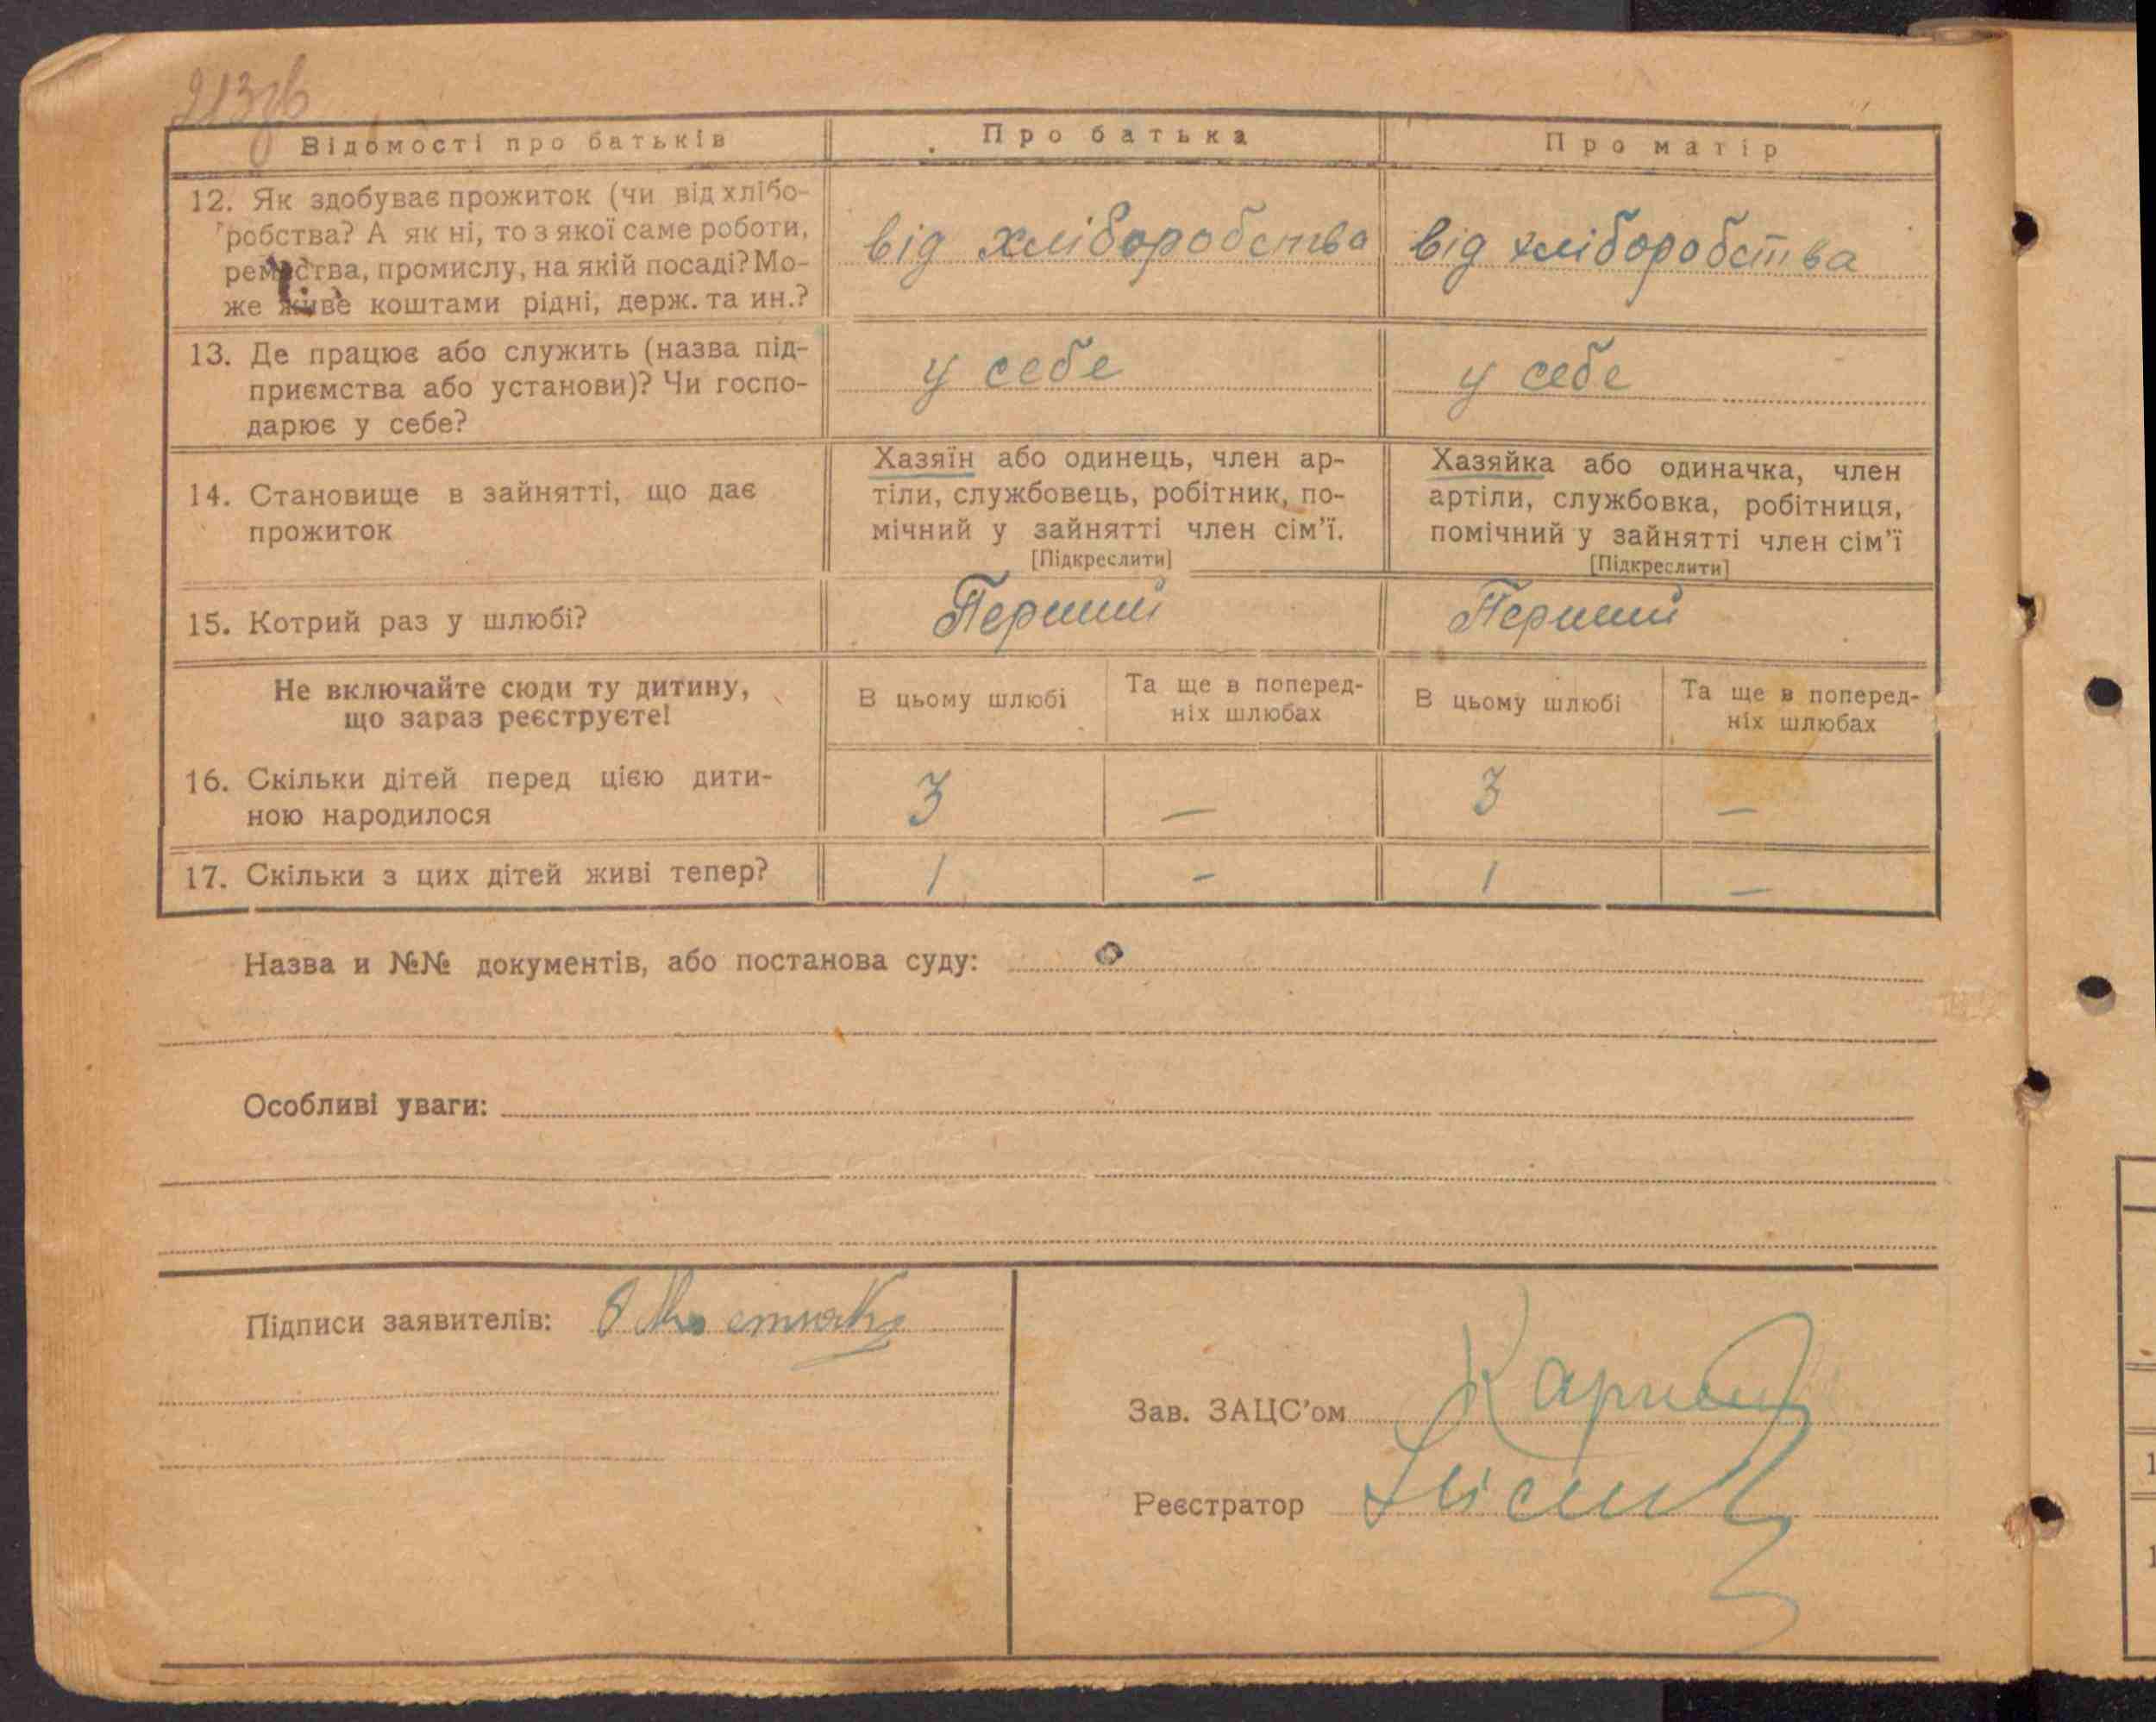 213зв
Відомості про батьків
Про батька
Про матір
12. Як здобуває прожиток (чи від хлібо-
робства? А як ні, то з якої саме роботи,
ремества, промислу, на якій посаді? Мо-
же живе коштами рідні, держ. та ин.?
від хліборобства
від хліборобства
13. Де працює або служить (назва під-
приємства або установи)? Чи госпо-
дарює у себе?
у себе
у себе
14. Становище в зайнятті, що дає
прожиток
Хазяїн або одинець, член ар-
тіли, службовець, робітник, по-
мічний у зайнятті член сім'ї.
[Підкреслити]
Хазяйка або одиначка, член
артіли, службовка, робітниця,
помічний у зайнятті член сім'ї
[Підкреслити]
15. Котрий раз у шлюбі?
Перший
Перший
Не включайте сюди ту дитину,
що зараз реєструєте!
В цьому шлюбі
Та ще в поперед-
ніх шлюбах
В цьому шлюбі
Та ще в поперед-
ніх шлюбах
16. Скільки дітей перед цією дити-
ною народилося
3
—
3
—
17. Скільки з цих дітей живі тепер?
1
-
1
—
Назва и №№ документів, або постанова суду:
Особливі уваги:
Підписи заявителів:
Зав. ЗАЦС'ом
Реєстратор
1
1